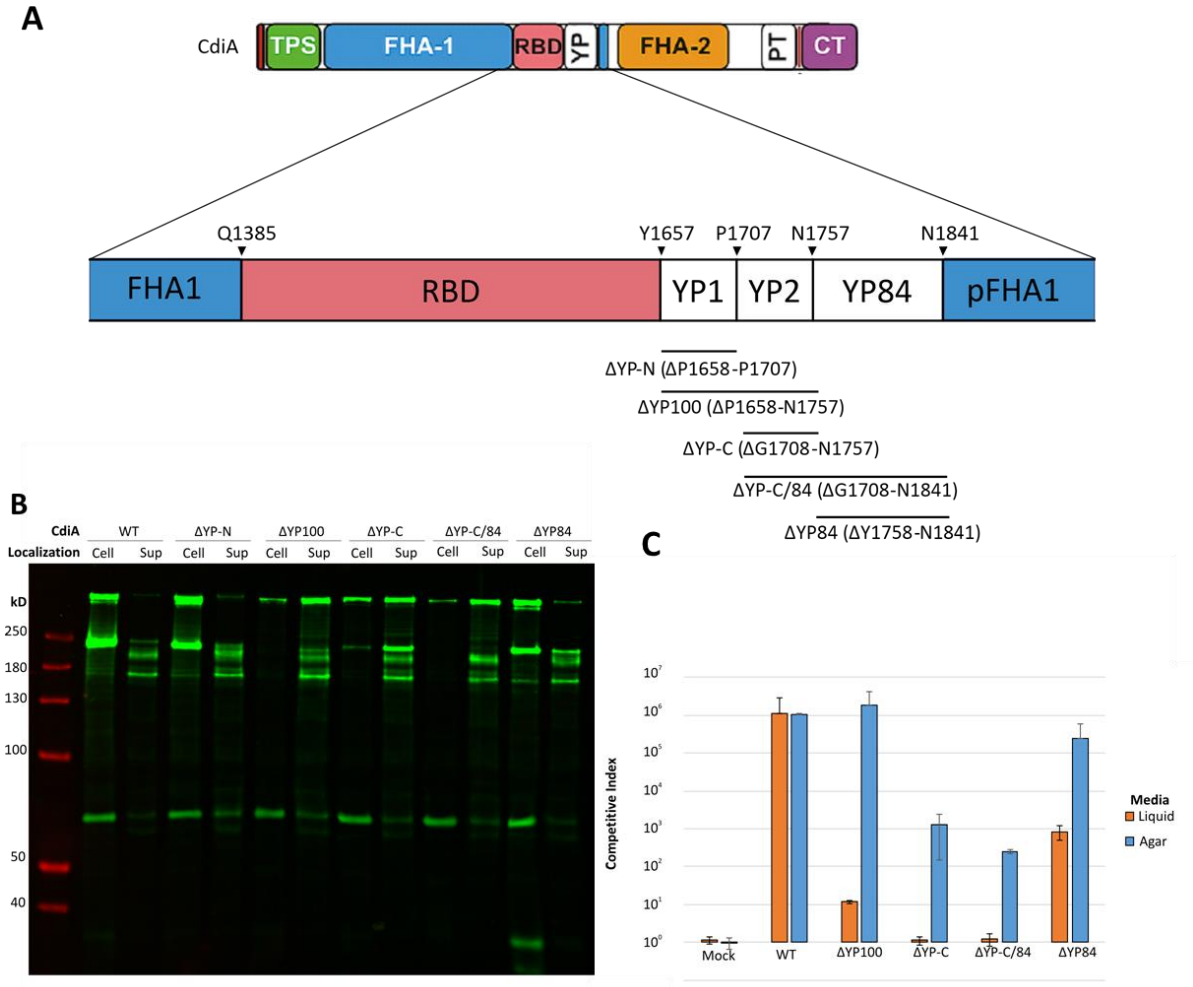 A
CdiA
TPS FHA-1 RBD YP FHA-2 PT CT
Q1385 Y1657 P1707 N1757 N1841
FHA1 RBD YP1 YP2 YP84 pFHA1
ΔYP-N (ΔP1658-P1707)
ΔYP100 (ΔP1658-N1757)
ΔYP-C (ΔG1708-N1757)
ΔYP-C/84 (ΔG1708-N1841)
ΔYP84 (ΔY1758-N1841)
B
CdiA WT ΔYP-N ΔYP100 ΔYP-C ΔYP-C/84 ΔYP84
Localization Cell Sup Cell Sup Cell Sup Cell Sup Cell Sup Cell Sup
kD
250
180
130
100
50
40
C
Competitive Index
10⁷
10⁶
10⁵
10⁴
10³
10²
10¹
10⁰
Mock WT ΔYP100 ΔYP-C ΔYP-C/84 ΔYP84
Media
Liquid
Agar